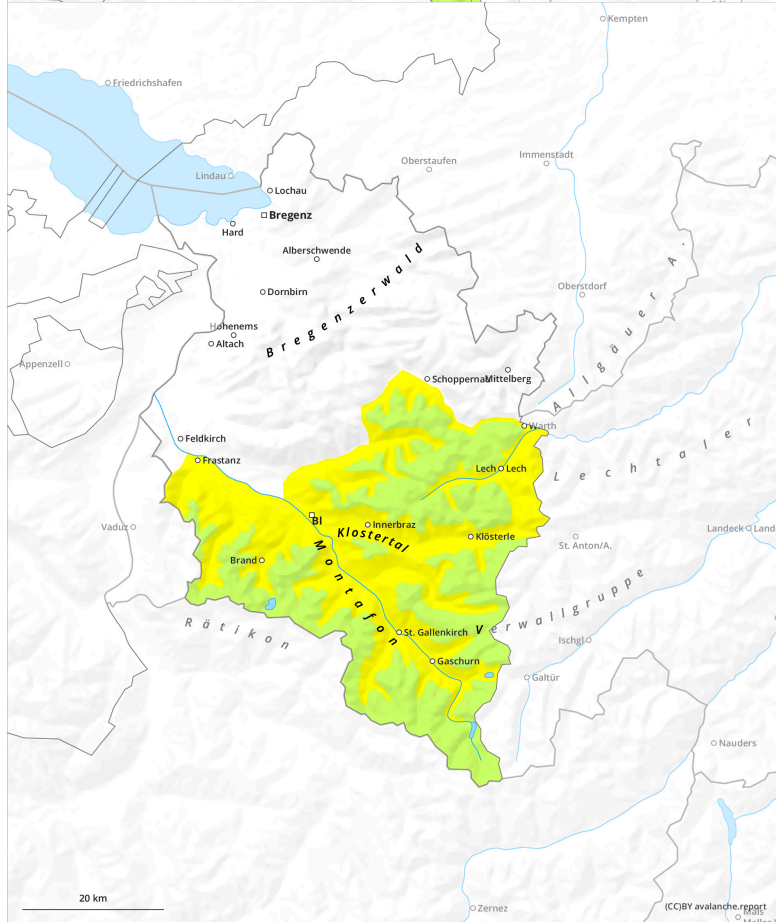 Kempten
Friedrichshafen
Oberstaufen
Immenstadt
Lindau
Lochau
Bregenz
Hard
Alberschwende
Bregenzerwald
Allgäuer A.
Dornbirn
Oberstdorf
Hohenems
Altach
Appenzell
Schoppernau
Mittelberg
Warth
Feldkirch
Frastanz
Lech
Lech
Lechtaler
Vaduz
Bl
Innerbraz
Klostertal
Klösterle
St. Anton/A.
Landeck
Land
Brand
Montafon
Rätikon
St. Gallenkirch
Verwallgruppe
Ischgl
Gaschurn
Galtür
Nauders
20 km
Zernez
(CC)BY avalanche.report